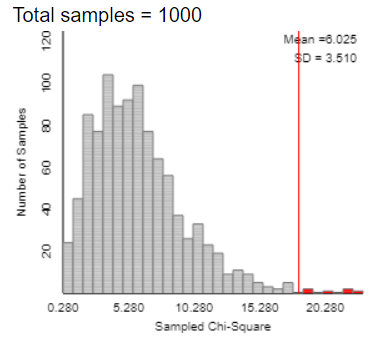 Total samples = 1000
Mean =6.025
SD = 3.510
120
100
80
60
40
20
Number of Samples
0.280 5.280 10.280 15.280 20.280
Sampled Chi-Square